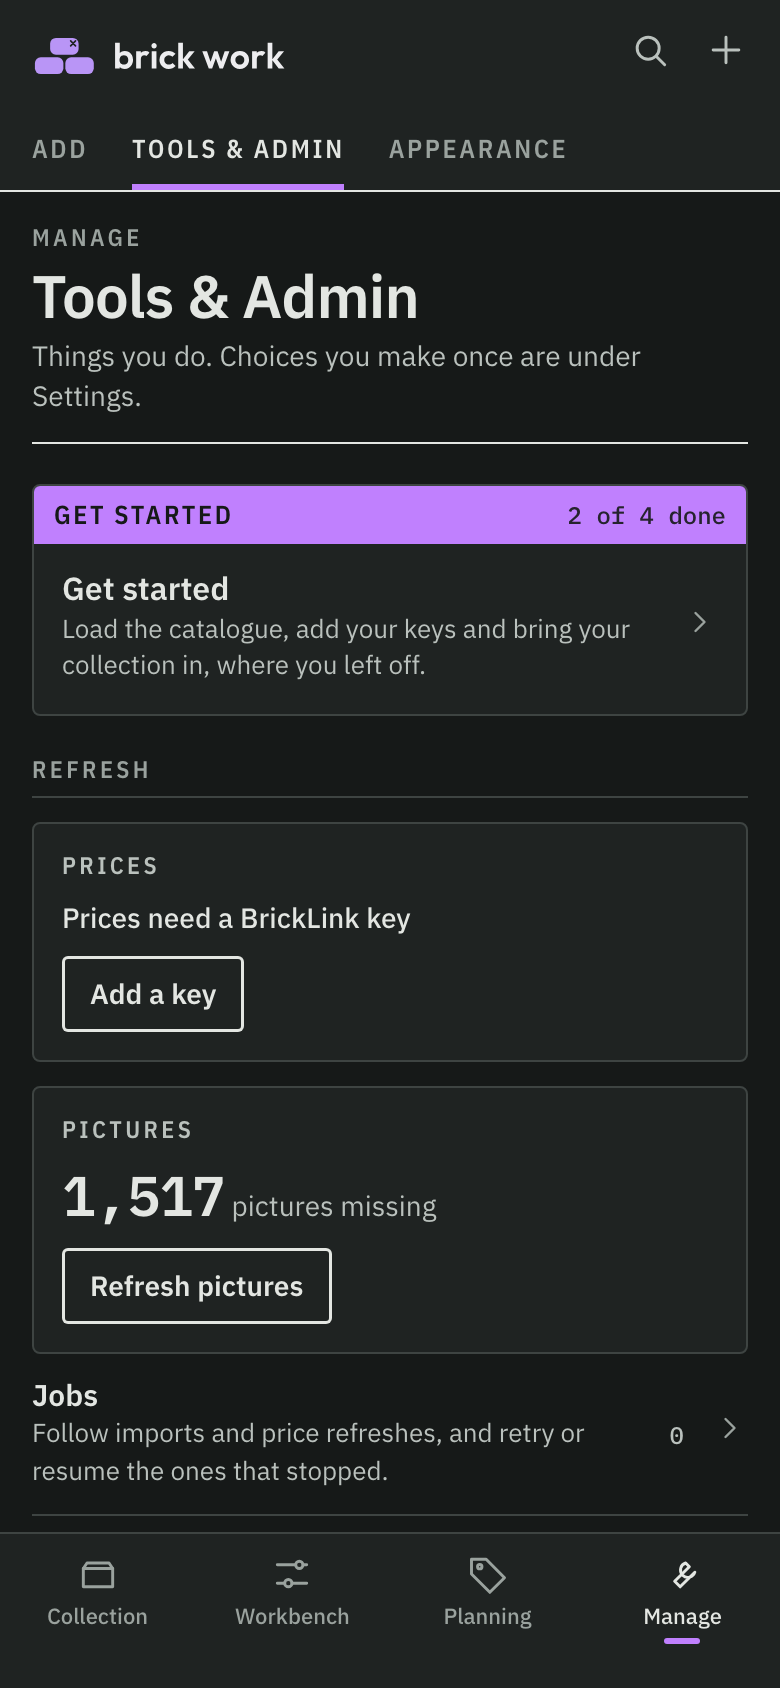 brick work
ADD
TOOLS & ADMIN
APPEARANCE
MANAGE
Tools & Admin
Things you do. Choices you make once are under
Settings.
GET STARTED
2 of 4 done
Get started
Load the catalogue, add your keys and bring your
collection in, where you left off.
REFRESH
PRICES
Prices need a BrickLink key
Add a key
PICTURES
1,517 pictures missing
Refresh pictures
Jobs
Follow imports and price refreshes, and retry or
resume the ones that stopped.
0
Collection
Workbench
Planning
Manage